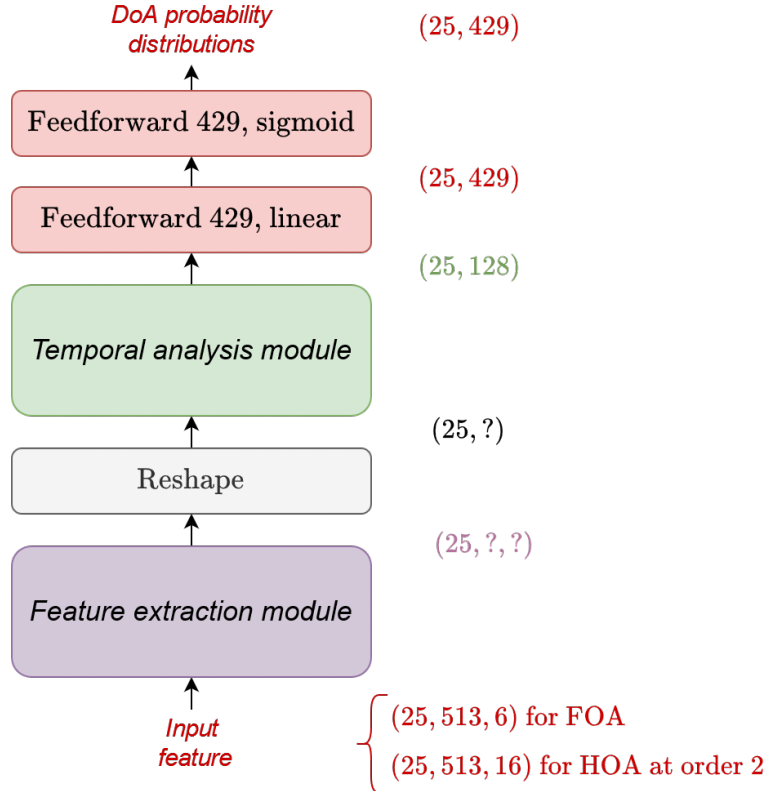 DoA probability
distributions
(25, 429)
Feedforward 429, sigmoid
(25, 429)
Feedforward 429, linear
(25, 128)
Temporal analysis module
(25, ?)
Reshape
(25, ?, ?)
Feature extraction module
Input
feature
(25, 513, 6) for FOA
(25, 513, 16) for HOA at order 2